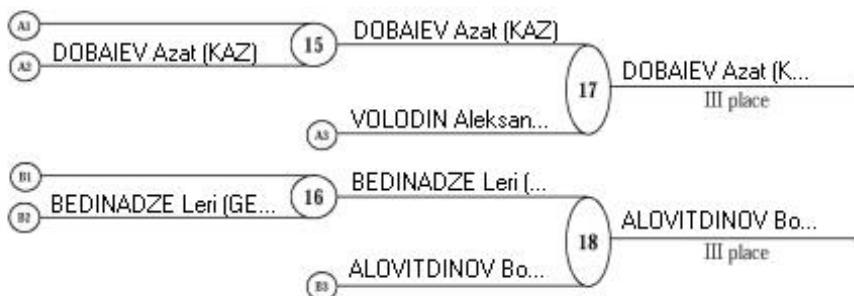 A1
DOBAIEV Azat (KAZ)
A2
15
DOBAIEV Azat (KAZ)
17
DOBAIEV Azat (K...
III place
VOLODIN Aleksan...
A3
B1
BEDINADZE Leri (GE...
B2
16
BEDINADZE Leri (...
18
ALOVITDINOV Bo...
III place
ALOVITDINOV Bo...
B3